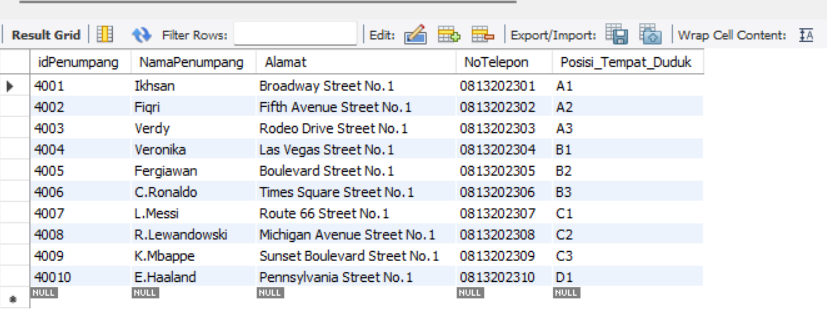 Result Grid Filter Rows: Edit: Export/Import: Wrap Cell Content: IA
idPenumpang NamaPenumpang Alamat NoTelepon Posisi_Tempat_Duduk
4001 Ikhsan Broadway Street No.1 0813202301 A1
4002 Fiqri Fifth Avenue Street No.1 0813202302 A2
4003 Verdy Rodeo Drive Street No.1 0813202303 A3
4004 Veronika Las Vegas Street No.1 0813202304 B1
4005 Fergiawan Boulevard Street No.1 0813202305 B2
4006 C.Ronaldo Times Square Street No.1 0813202306 B3
4007 L.Messi Route 66 Street No.1 0813202307 C1
4008 R.Lewandowski Michigan Avenue Street No.1 0813202308 C2
4009 K.Mbappe Sunset Boulevard Street No.1 0813202309 C3
40010 E.Haaland Pennsylvania Street No.1 0813202310 D1
NULL NULL NULL NULL NULL